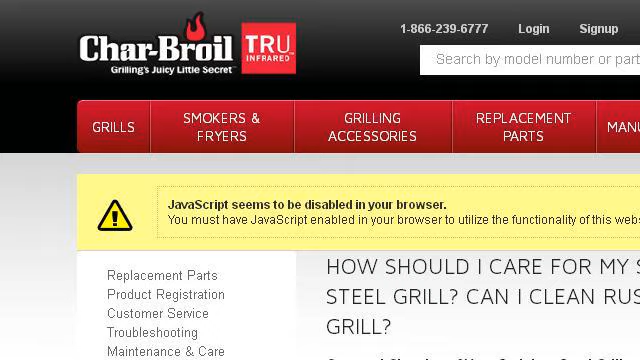 1-866-239-6777 Login Signup
Char-Broil
TRU
INFRARED
Grilling's Juicy Little Secret
Search by model number or part
GRILLS
SMOKERS &
FRYERS
GRILLING
ACCESSORIES
REPLACEMENT
PARTS
MANU
JavaScript seems to be disabled in your browser.
You must have JavaScript enabled in your browser to utilize the functionality of this
Replacement Parts
Product Registration
Customer Service
Troubleshooting
Maintenance & Care
HOW SHOULD I CARE FOR MY
STEEL GRILL? CAN I CLEAN
GRILL?